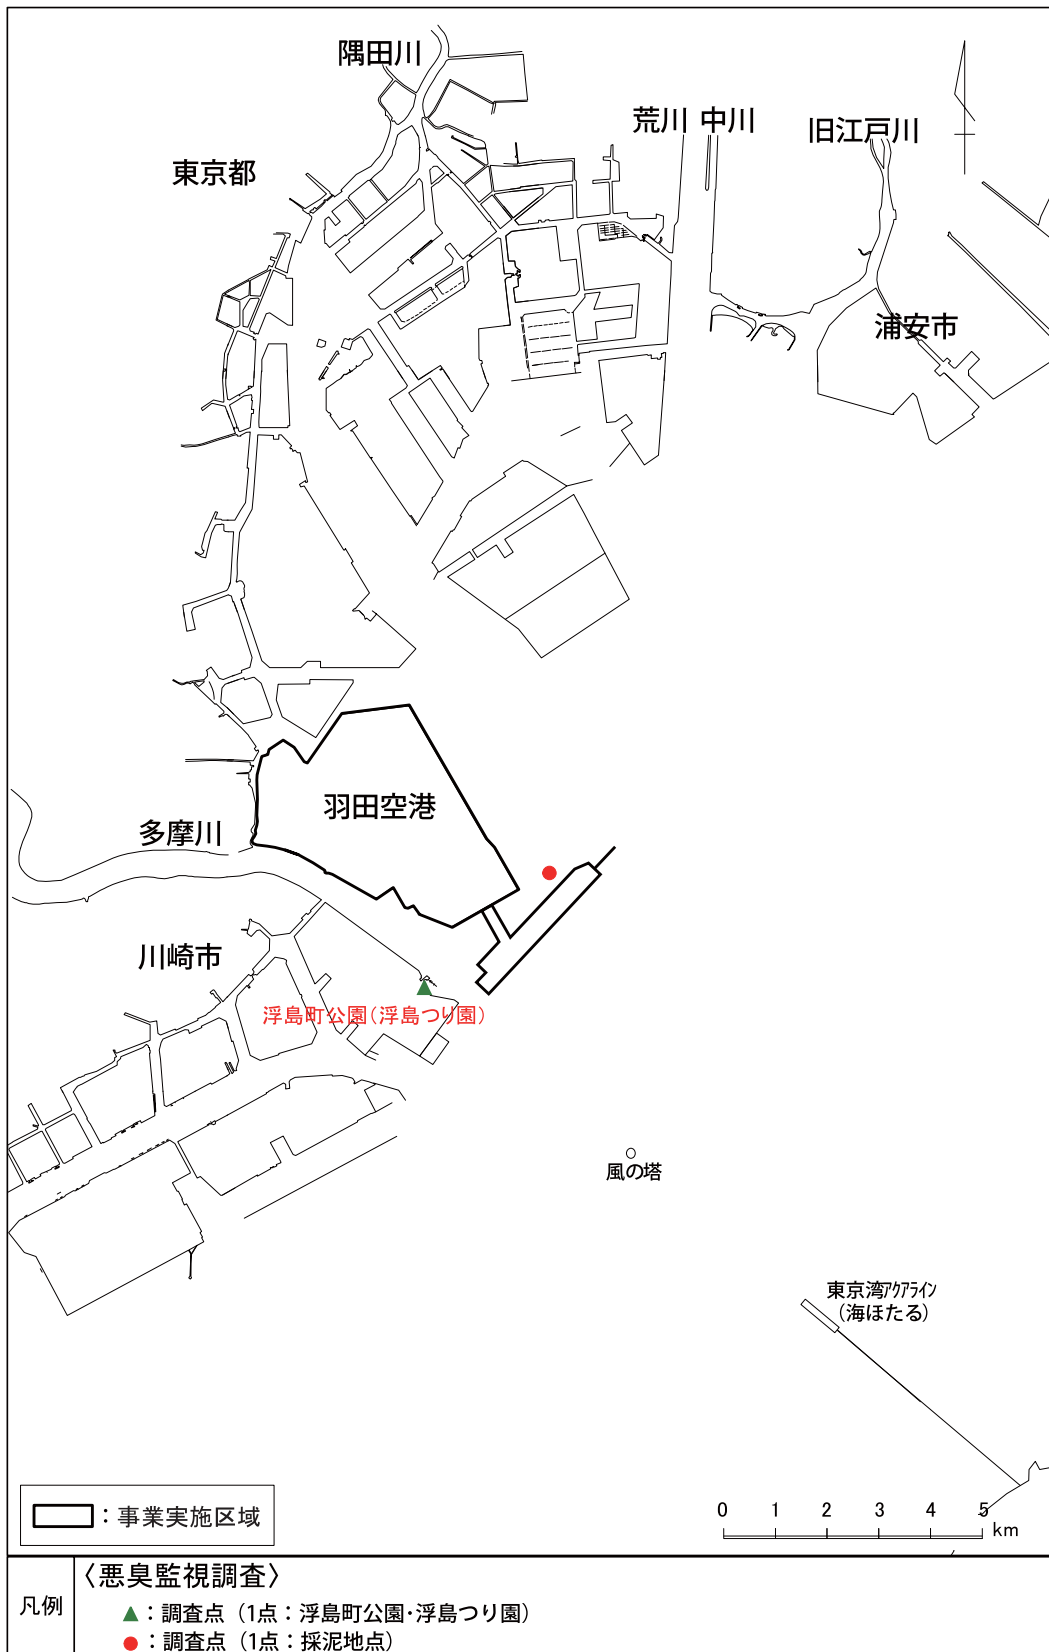 隅田川
荒川 中川
旧江戸川
東京都
浦安市
羽田空港
多摩川
川崎市
浮島町公園(浮島つり園)
風の塔
東京湾アクアライン
(海ほたる)
:事業実施区域
0 1 2 3 4 5
km
凡例
〈悪臭監視調査〉
▲:調査点(1点:浮島町公園・浮島つり園)
●:調査点(1点:採泥地点)